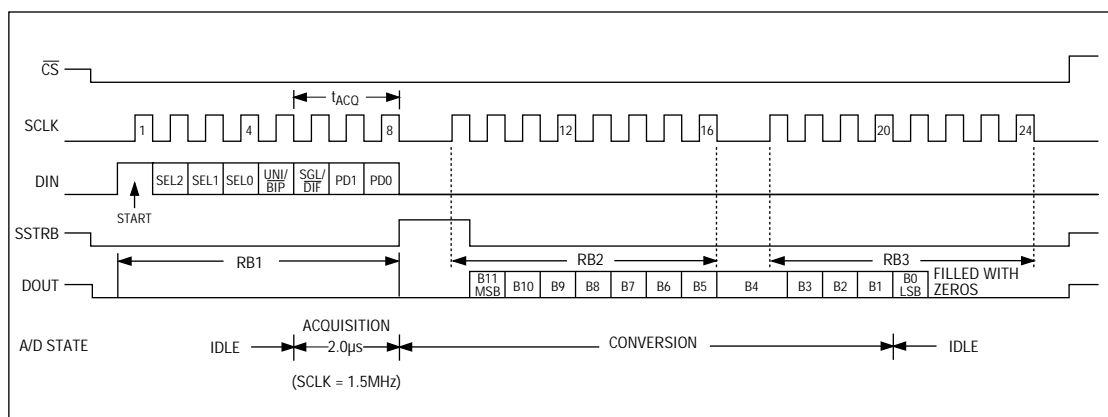 CS
tACQ
SCLK
1 4 8 12 16 20 24
DIN
SEL2 SEL1 SEL0 UNI/ BIP SGL/ DIF PD1 PD0
START
SSTRB
RB1 RB2 RB3
DOUT
B11 MSB B10 B9 B8 B7 B6 B5 B4 B3 B2 B1 B0 LSB FILLED WITH ZEROS
ACQUISITION
A/D STATE IDLE 2.0µs CONVERSION IDLE
(SCLK = 1.5MHz)